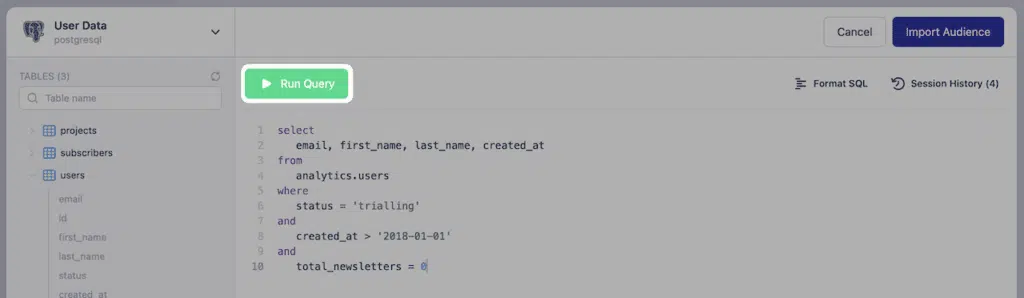 User Data
postgresql
Cancel
Import Audience
TABLES (3)
Table name
projects
subscribers
users
email
id
first_name
last_name
status
created_at
Run Query
Format SQL
Session History (4)
1 select
2 email, first_name, last_name, created_at
3 from
4 analytics.users
5 where
6 status = 'trialling'
7 and
8 created_at > '2018-01-01'
9 and
10 total_newsletters = 0